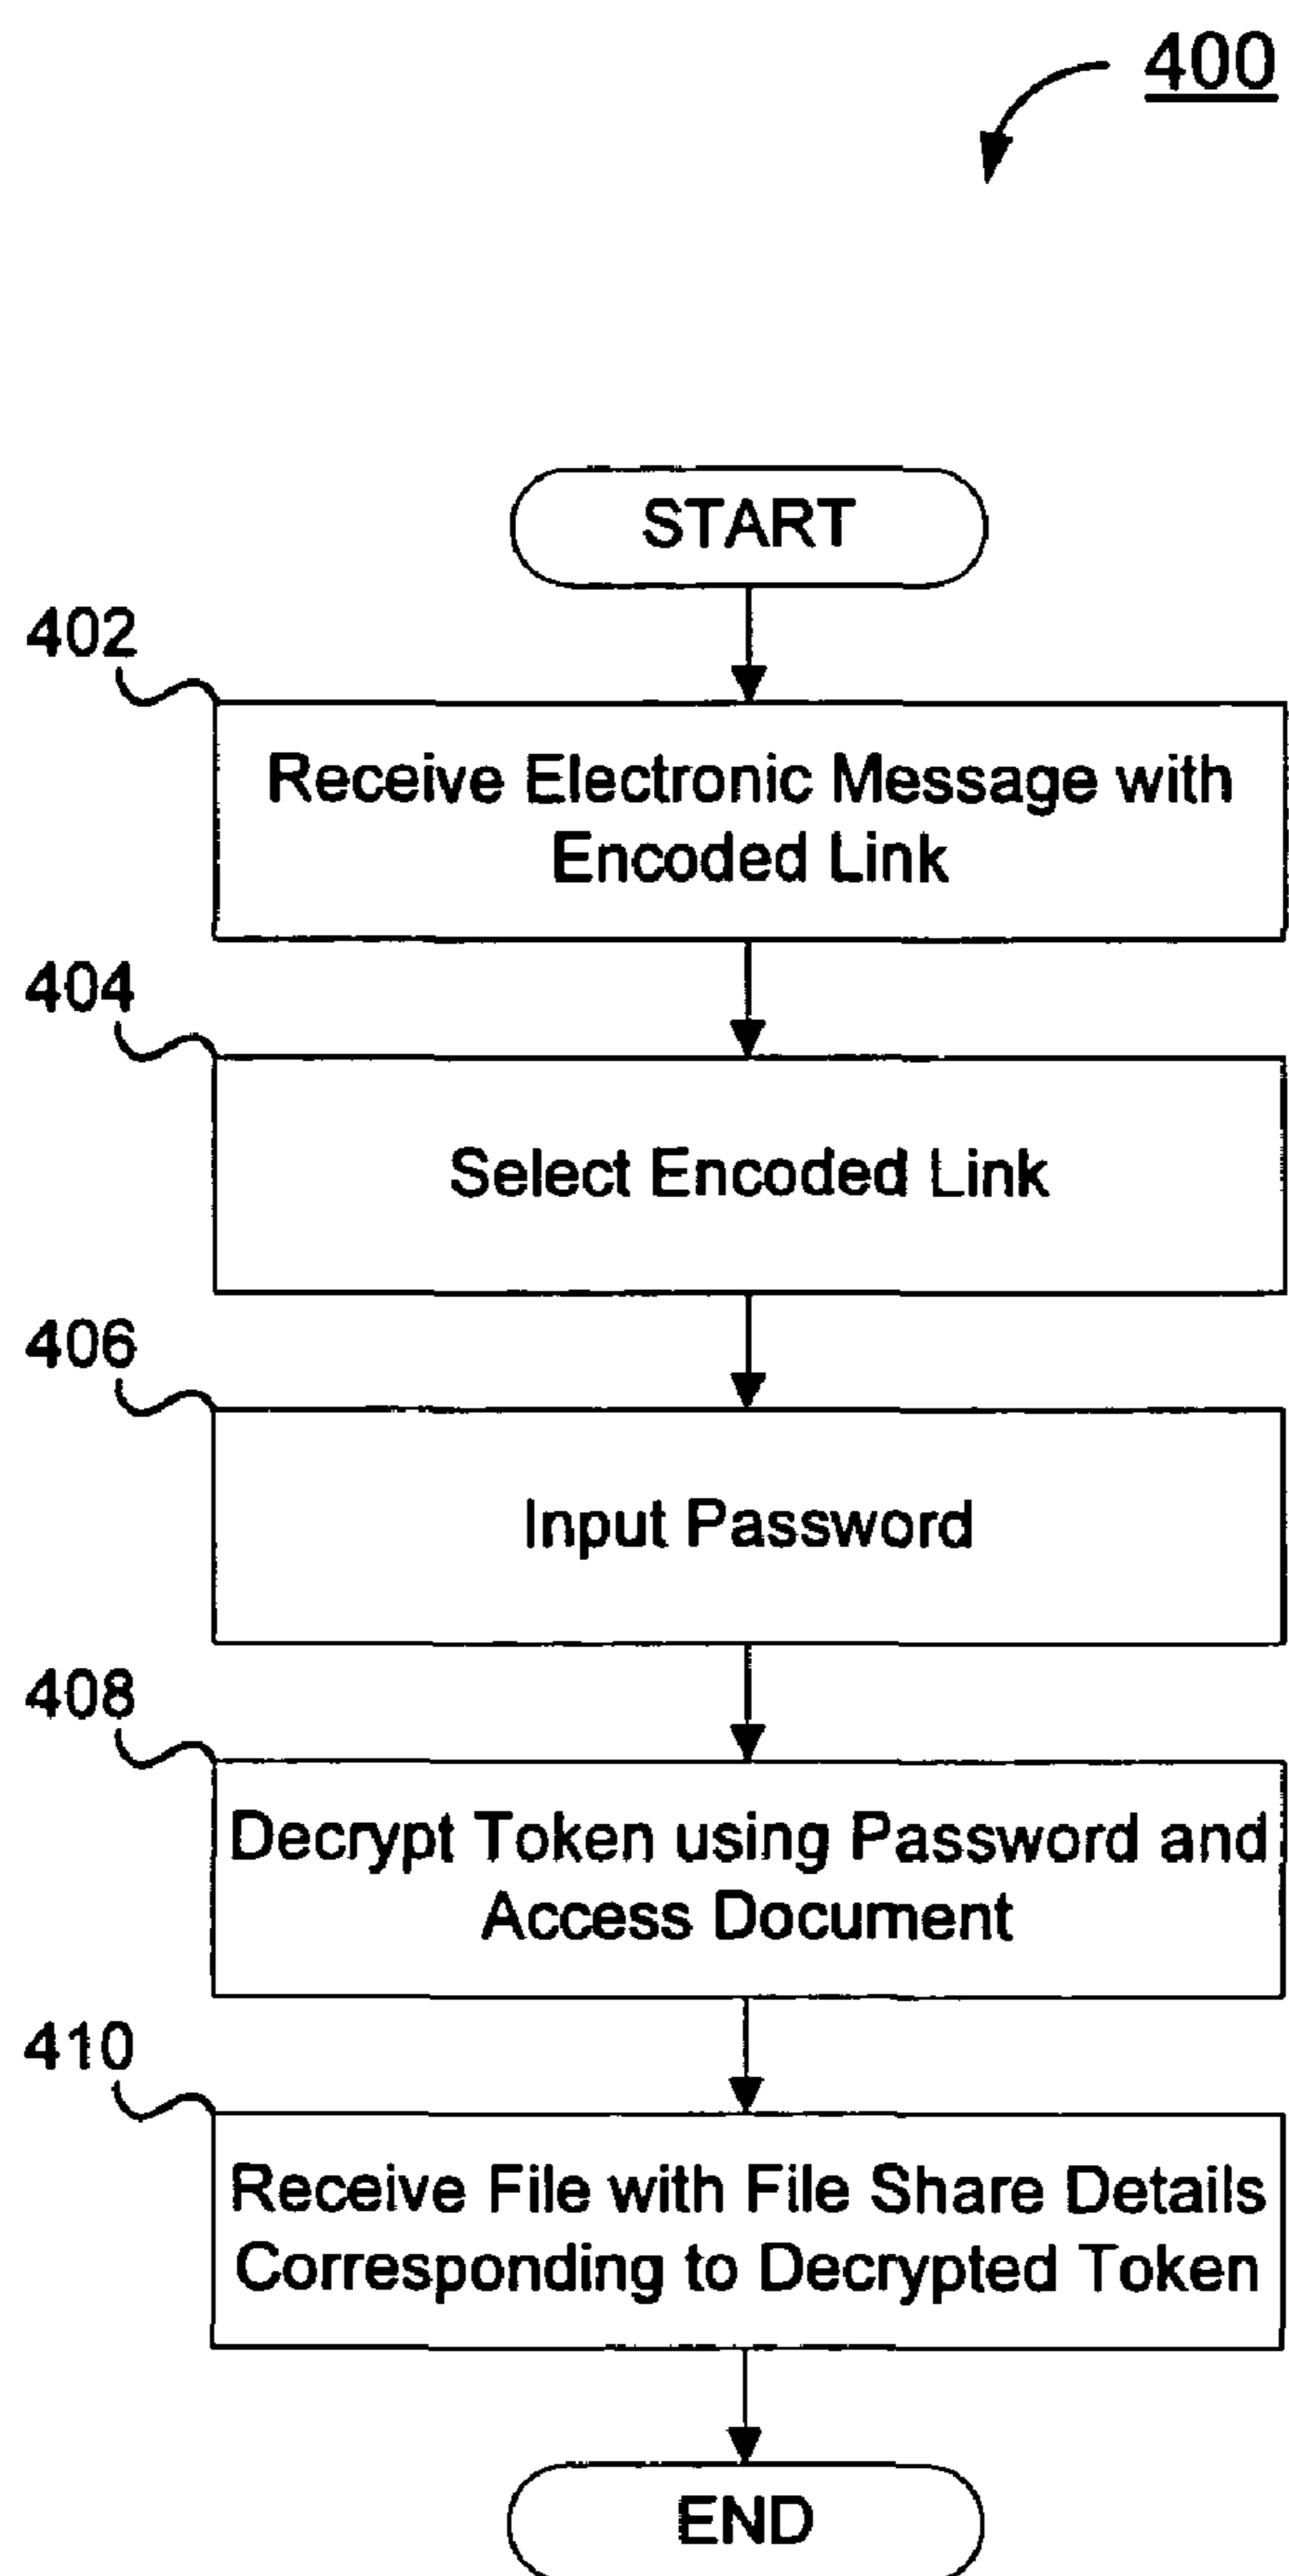 400
START
402
Receive Electronic Message with
Encoded Link
404
Select Encoded Link
406
Input Password
408
Decrypt Token using Password and
Access Document
410
Receive File with File Share Details
Corresponding to Decrypted Token
END